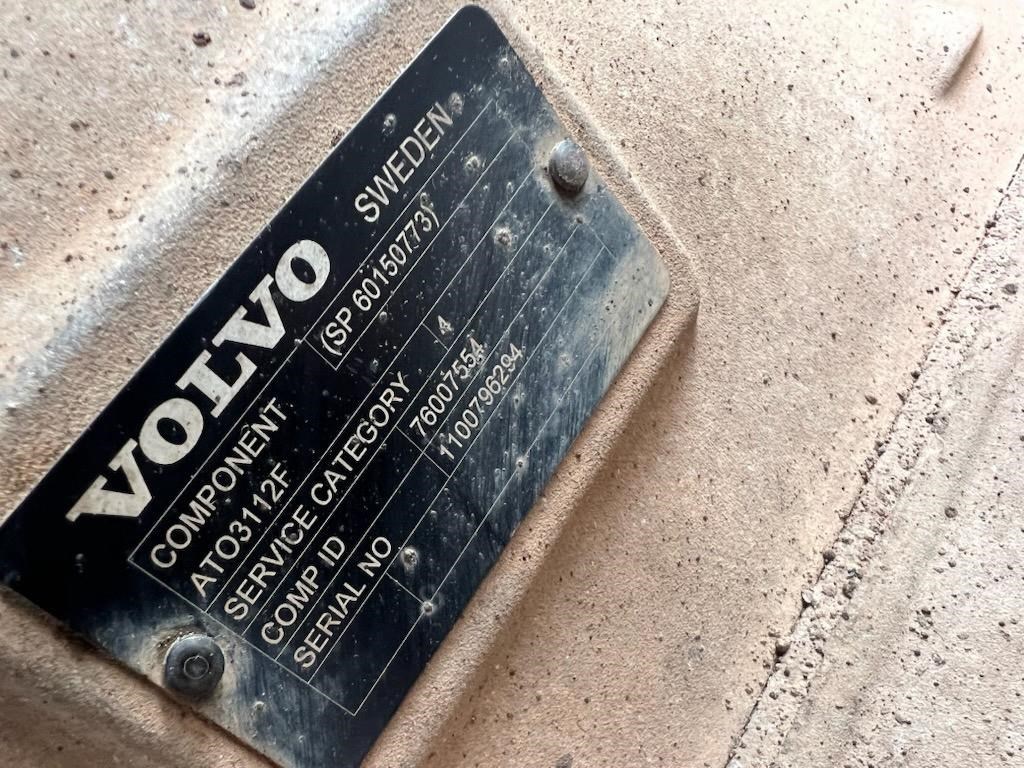 VOLVO SWEDEN
COMPONENT (SP 60150773)
ATO3112F
SERVICE CATEGORY 4
COMP ID 76007554
SERIAL NO 1100796294